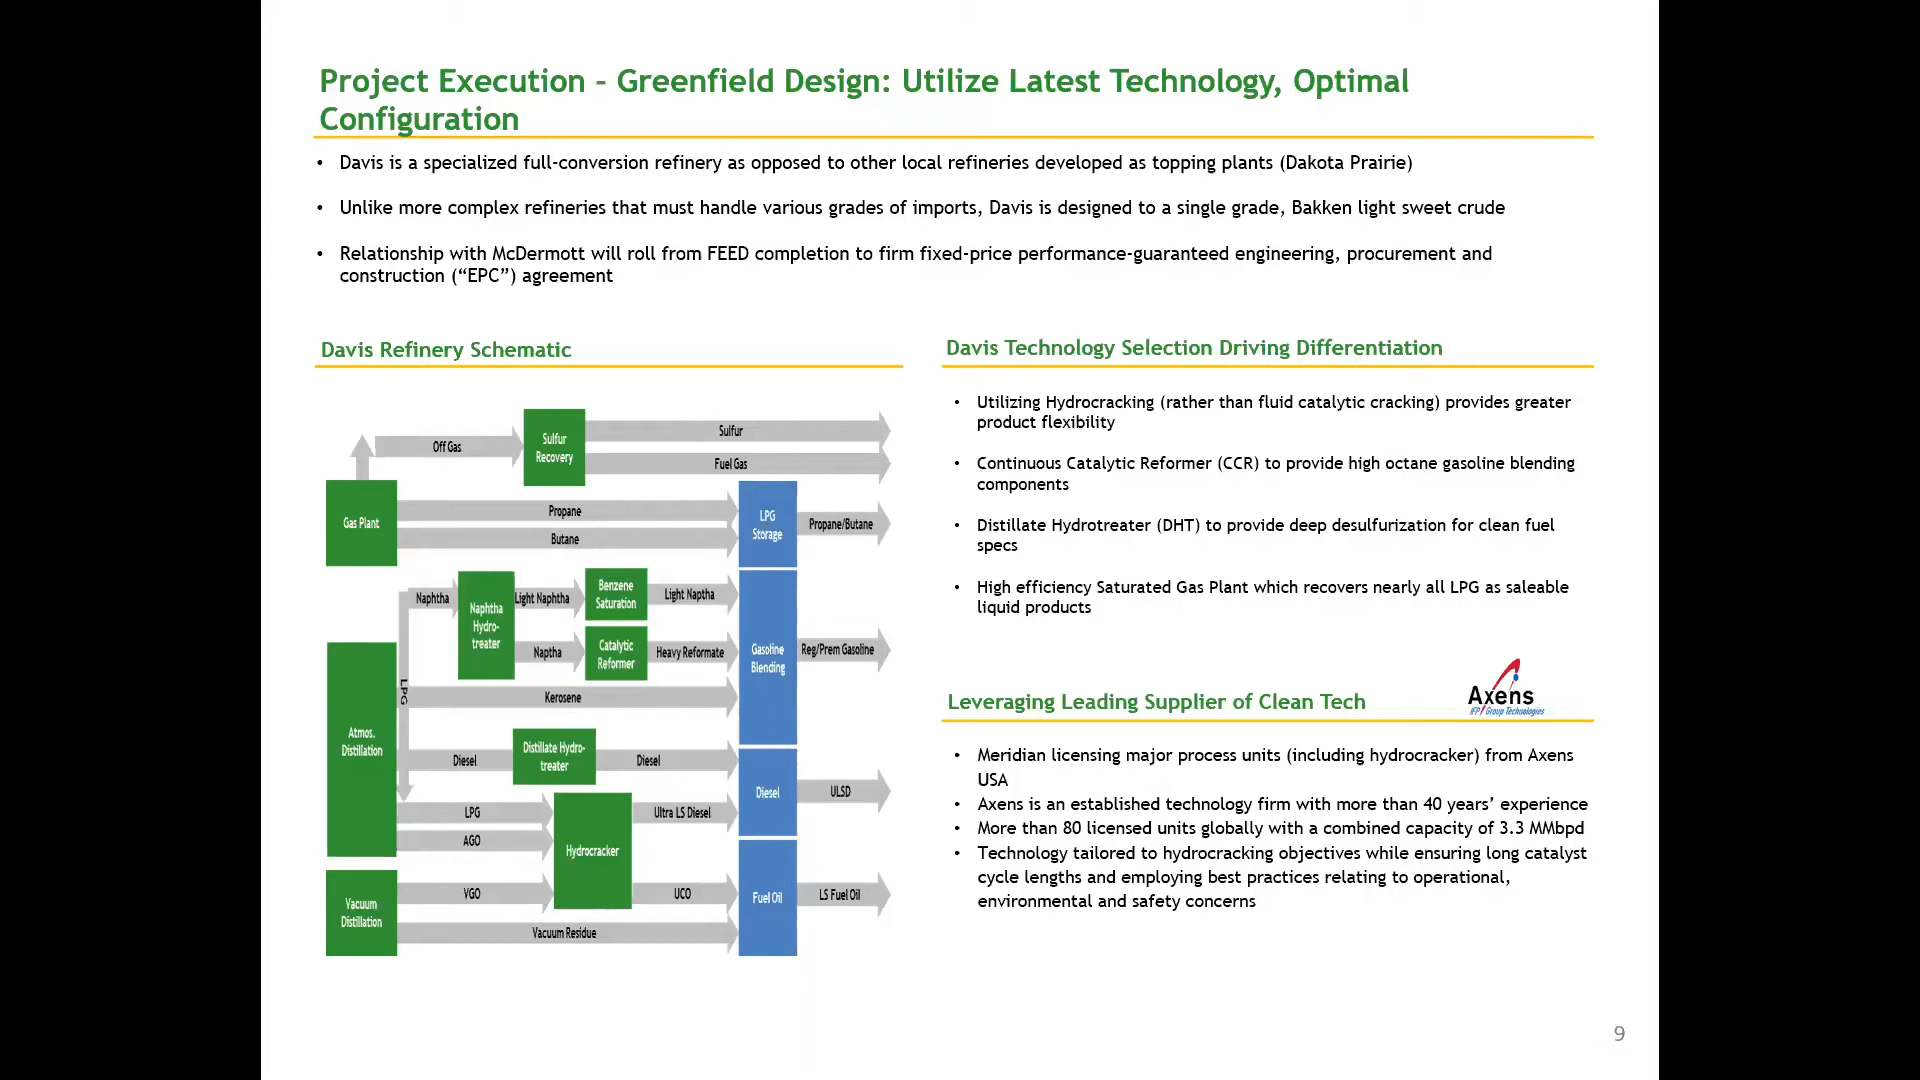 Project Execution – Greenfield Design: Utilize Latest Technology, Optimal
Configuration
• Davis is a specialized full-conversion refinery as opposed to other local refineries developed as topping plants (Dakota Prairie)
• Unlike more complex refineries that must handle various grades of imports, Davis is designed to a single grade, Bakken light sweet crude
• Relationship with McDermott will roll from FEED completion to firm fixed-price performance-guaranteed engineering, procurement and
construction (“EPC”) agreement
Davis Refinery Schematic
Off Gas
Sulfur
Recovery
Sulfur
Fuel Gas
Gas Plant
Propane
Butane
LPG
Storage
Propane/Butane
Naphtha
Naphtha
Hydro-
treater
Light Naphtha
Benzene
Saturation
Light Naptha
Naptha
Catalytic
Reformer
Heavy Reformate
Gasoline
Blending
Reg/Prem Gasoline
LPG
Kerosene
Atmos.
Distillation
Diesel
Distillate Hydro-
treater
Diesel
Diesel
ULSD
LPG
AGO
Hydrocracker
Ultra LS Diesel
Vacuum
Distillation
VGO
UCO
Fuel Oil
LS Fuel Oil
Vacuum Residue
Davis Technology Selection Driving Differentiation
• Utilizing Hydrocracking (rather than fluid catalytic cracking) provides greater
product flexibility
• Continuous Catalytic Reformer (CCR) to provide high octane gasoline blending
components
• Distillate Hydrotreater (DHT) to provide deep desulfurization for clean fuel
specs
• High efficiency Saturated Gas Plant which recovers nearly all LPG as saleable
liquid products
Leveraging Leading Supplier of Clean Tech
Axens
IFP Group Technologies
• Meridian licensing major process units (including hydrocracker) from Axens
USA
• Axens is an established technology firm with more than 40 years’ experience
• More than 80 licensed units globally with a combined capacity of 3.3 MMbpd
• Technology tailored to hydrocracking objectives while ensuring long catalyst
cycle lengths and employing best practices relating to operational,
environmental and safety concerns
9